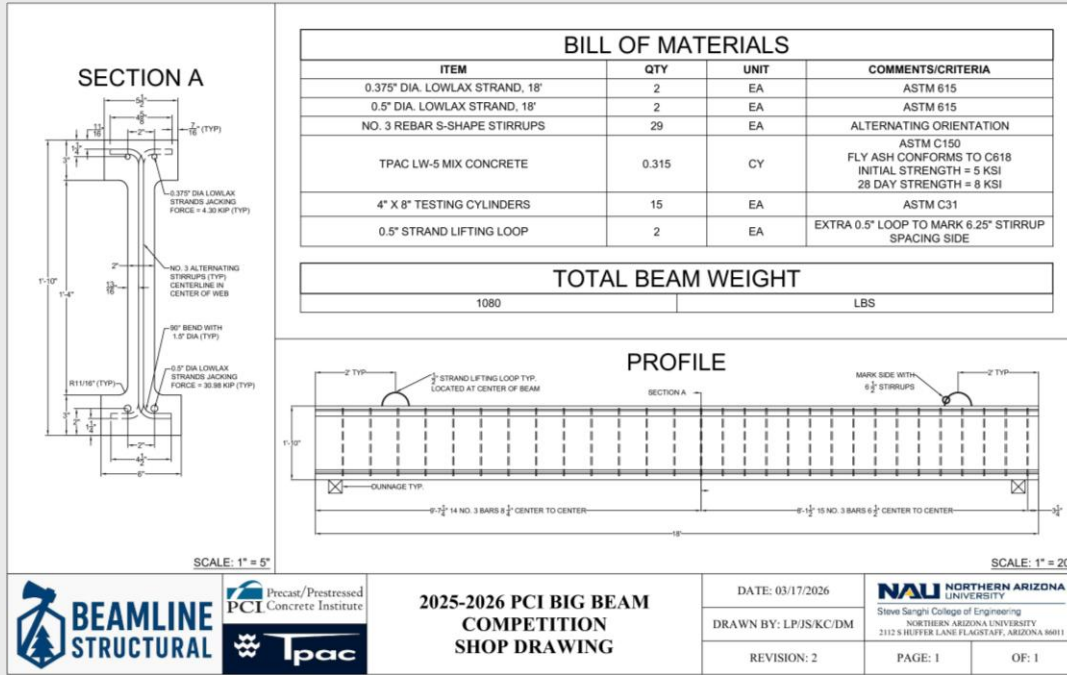 SECTION A
5 1/2"
4 5/8"
2"
7/16" (TYP)
11/16"
1 1/4"
3"
0.375" DIA LOWLAX
STRANDS JACKING
FORCE = 4.30 KIP (TYP)
2"
NO. 3 ALTERNATING
STIRRUPS (TYP)
CENTERLINE IN
CENTER OF WEB
1'-10"
1'-4"
90° BEND WITH
1.5" DIA (TYP)
0.5" DIA LOWLAX
STRANDS JACKING
FORCE = 30.98 KIP (TYP)
R11/16" (TYP)
3"
2"
4 1/2"
6"
SCALE: 1" = 5"
BILL OF MATERIALS
ITEM QTY UNIT COMMENTS/CRITERIA
0.375" DIA. LOWLAX STRAND, 18' 2 EA ASTM 615
0.5" DIA. LOWLAX STRAND, 18' 2 EA ASTM 615
NO. 3 REBAR S-SHAPE STIRRUPS 29 EA ALTERNATING ORIENTATION
TPAC LW-5 MIX CONCRETE 0.315 CY ASTM C150
FLY ASH CONFORMS TO C618
INITIAL STRENGTH = 5 KSI
28 DAY STRENGTH = 8 KSI
4" X 8" TESTING CYLINDERS 15 EA ASTM C31
0.5" STRAND LIFTING LOOP 2 EA EXTRA 0.5" LOOP TO MARK 6.25" STIRRUP
SPACING SIDE
TOTAL BEAM WEIGHT
1080 LBS
PROFILE
2' TYP
1/2" STRAND LIFTING LOOP TYP.
LOCATED AT CENTER OF BEAM
SECTION A
MARK SIDE WITH
6 1/2" STIRRUPS
2' TYP
1'-10"
DUNNAGE TYP.
9'-7 1/4" 14 NO. 3 BARS 8 1/4" CENTER TO CENTER
8'-1 1/2" 15 NO. 3 BARS 6 1/2" CENTER TO CENTER
3 1/4"
18'
SCALE: 1" = 20
BEAMLINE
STRUCTURAL
PCI Precast/Prestressed
Concrete Institute
Tpac
2025-2026 PCI BIG BEAM
COMPETITION
SHOP DRAWING
DATE: 03/17/2026
DRAWN BY: LP/JS/KC/DM
REVISION: 2
NAU NORTHERN ARIZONA
UNIVERSITY
Steve Sanghi College of Engineering
NORTHERN ARIZONA UNIVERSITY
2112 S HUFFER LANE FLAGSTAFF, ARIZONA 86011
PAGE: 1
OF: 1